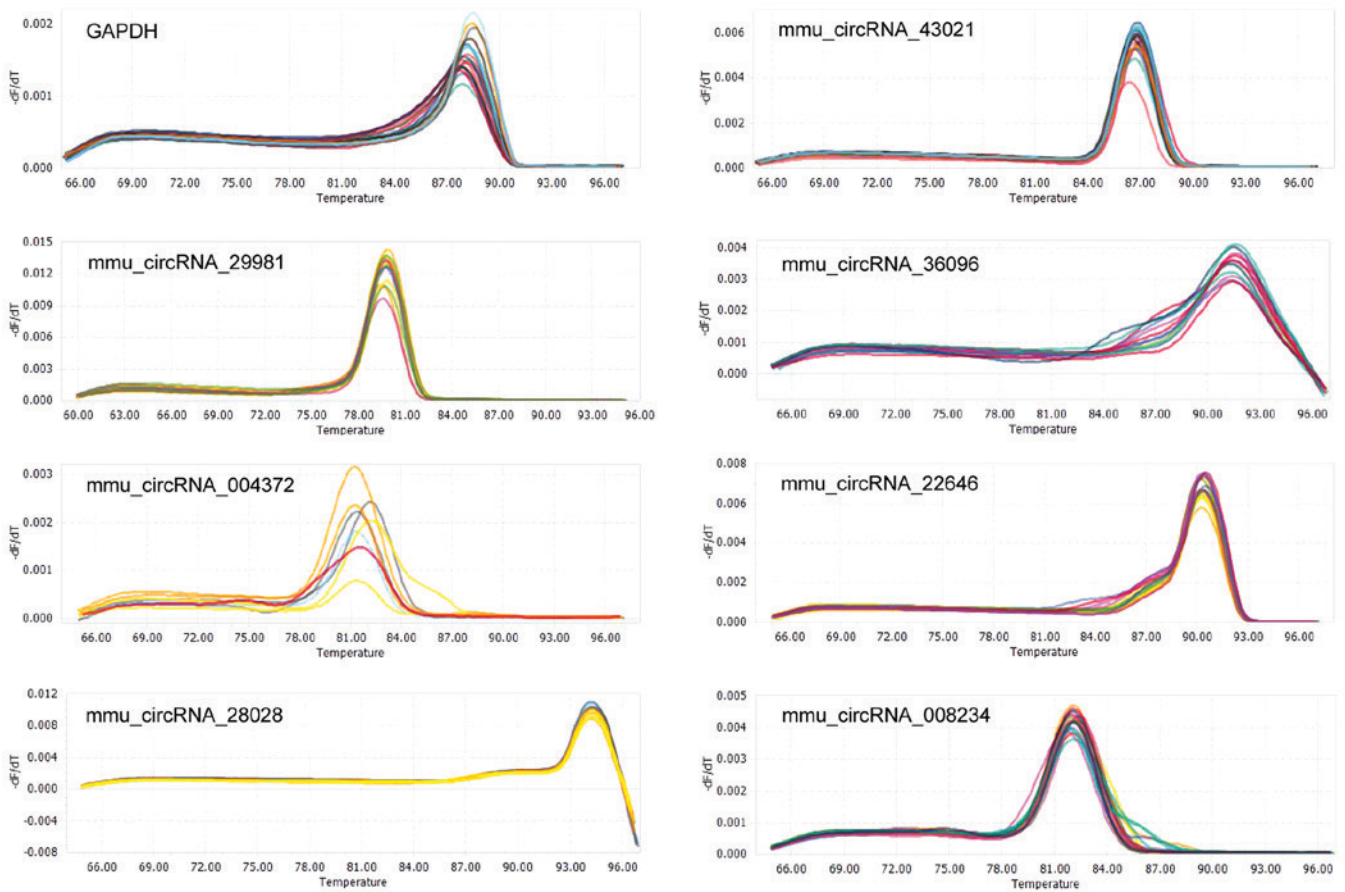 GAPDH
-dF/dT
0.002
0.001
0.000
66.00 69.00 72.00 75.00 78.00 81.00 84.00 87.00 90.00 93.00 96.00
Temperature
mmu_circRNA_43021
-dF/dT
0.006
0.004
0.002
0.000
66.00 69.00 72.00 75.00 78.00 81.00 84.00 87.00 90.00 93.00 96.00
Temperature
mmu_circRNA_29981
-dF/dT
0.015
0.012
0.009
0.006
0.003
0.000
60.00 63.00 66.00 69.00 72.00 75.00 78.00 81.00 84.00 87.00 90.00 93.00 96.00
Temperature
mmu_circRNA_36096
-dF/dT
0.004
0.003
0.002
0.001
0.000
66.00 69.00 72.00 75.00 78.00 81.00 84.00 87.00 90.00 93.00 96.00
Temperature
mmu_circRNA_004372
-dF/dT
0.003
0.002
0.001
0.000
66.00 69.00 72.00 75.00 78.00 81.00 84.00 87.00 90.00 93.00 96.00
Temperature
mmu_circRNA_22646
-dF/dT
0.008
0.006
0.004
0.002
0.000
66.00 69.00 72.00 75.00 78.00 81.00 84.00 87.00 90.00 93.00 96.00
Temperature
mmu_circRNA_28028
-dF/dT
0.012
0.008
0.004
0.000
-0.004
-0.008
66.00 69.00 72.00 75.00 78.00 81.00 84.00 87.00 90.00 93.00 96.00
Temperature
mmu_circRNA_008234
-dF/dT
0.005
0.004
0.003
0.002
0.001
0.000
66.00 69.00 72.00 75.00 78.00 81.00 84.00 87.00 90.00 93.00 96.00
Temperature